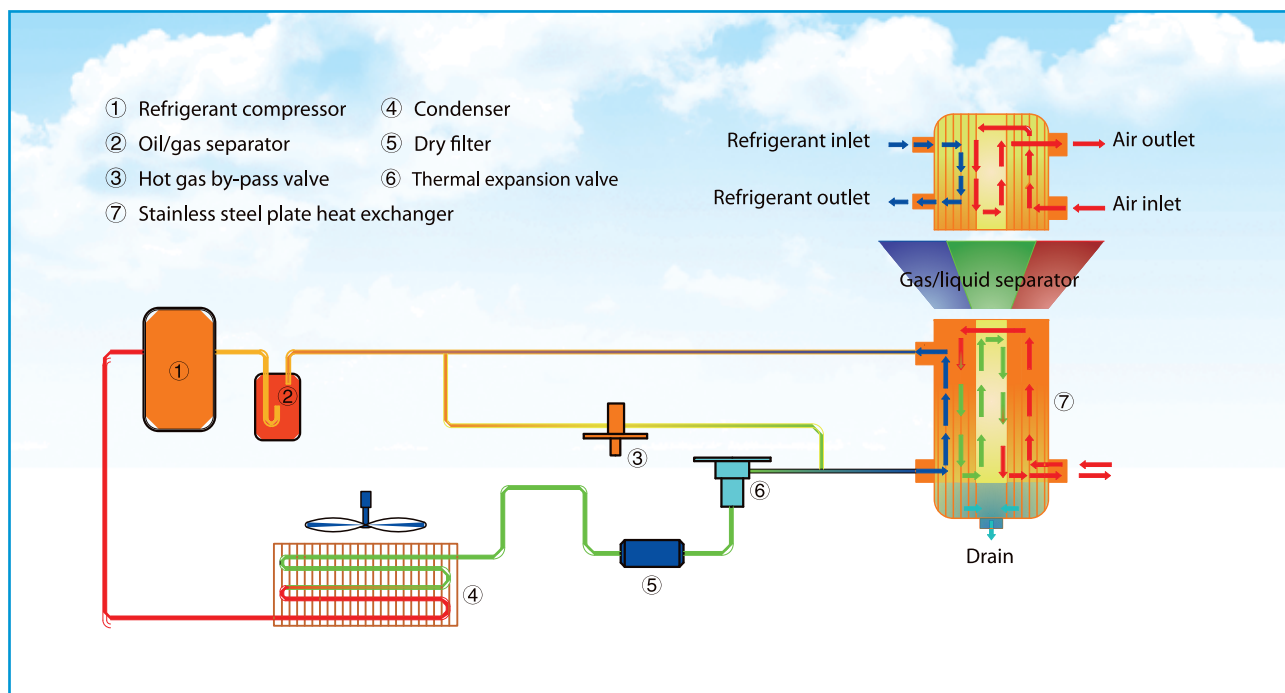 ① Refrigerant compressor
② Oil/gas separator
③ Hot gas by-pass valve
④ Condenser
⑤ Dry filter
⑥ Thermal expansion valve
⑦ Stainless steel plate heat exchanger
Refrigerant inlet
Air outlet
Refrigerant outlet
Air inlet
Gas/liquid separator
①
②
③
⑥
⑦
④
⑤
Drain